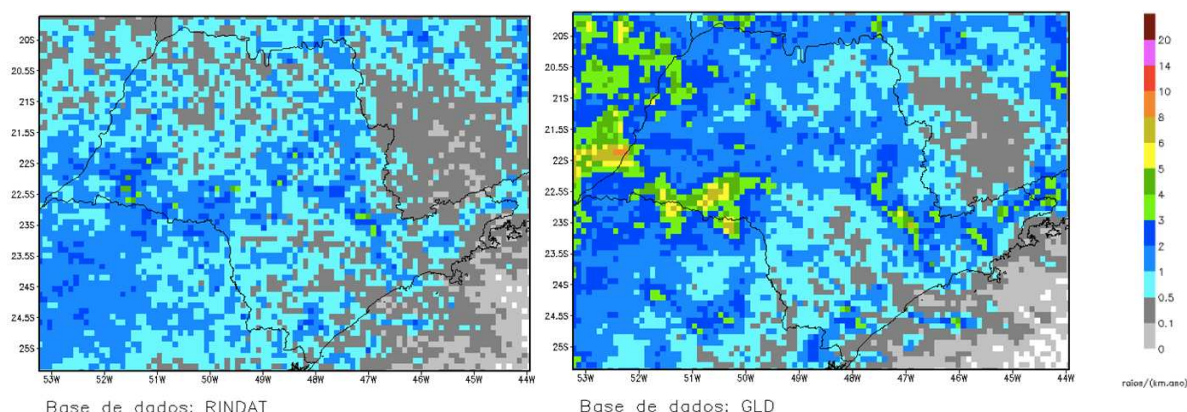 20S
20.5S
21S
21.5S
22S
22.5S
23S
23.5S
24S
24.5S
25S
53W 52W 51W 50W 49W 48W 47W 46W 45W 44W
Base de dados: RINDAT
20S
20.5S
21S
21.5S
22S
22.5S
23S
23.5S
24S
24.5S
25S
53W 52W 51W 50W 49W 48W 47W 46W 45W 44W
Base de dados: GLD
20
14
10
8
6
5
4
3
2
1
0.5
0.1
0
raios/(km.ano)